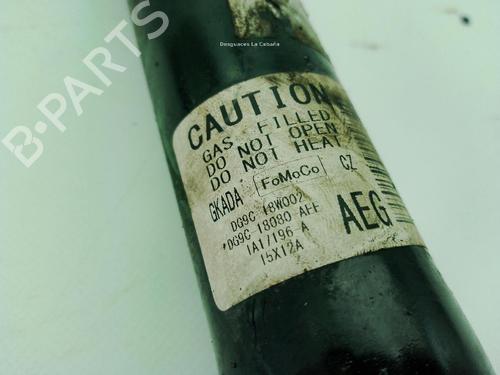 Desguaces La Cabaña
B-PARTS
CAUTION
GAS FILLED
DO NOT OPEN
DO NOT HEAT
GKADA FoMoCo CZ
DG9C 18W002
DG9C-18080-AFF AEG
1A1/196-A
15X12A